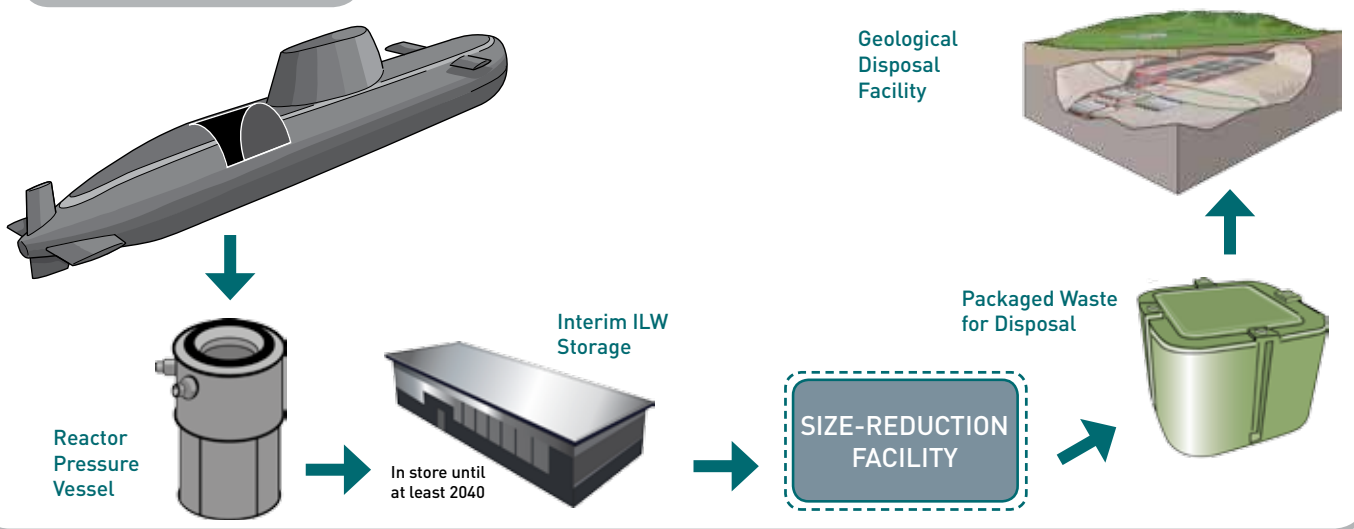 Geological
Disposal
Facility
Packaged Waste
for Disposal
Interim ILW
Storage
SIZE-REDUCTION
FACILITY
Reactor
Pressure
Vessel
In store until
at least 2040